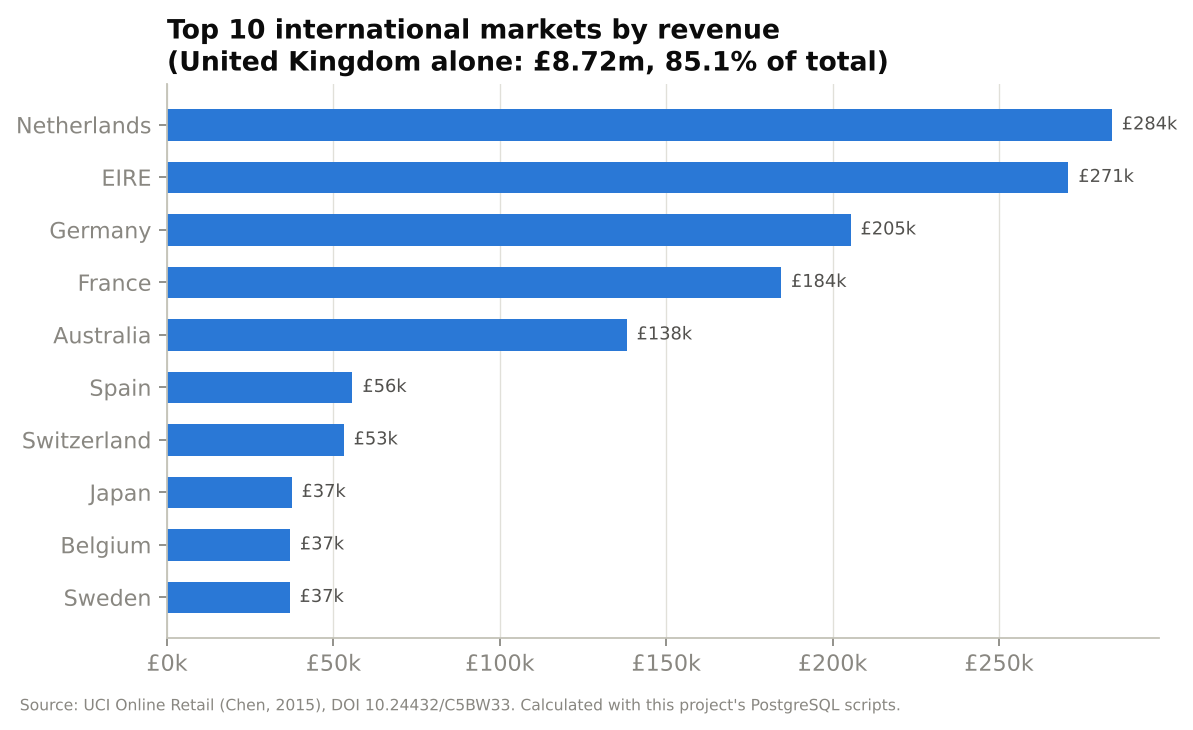 Top 10 international markets by revenue
(United Kingdom alone: £8.72m, 85.1% of total)
Netherlands £284k
EIRE £271k
Germany £205k
France £184k
Australia £138k
Spain £56k
Switzerland £53k
Japan £37k
Belgium £37k
Sweden £37k
£0k £50k £100k £150k £200k £250k
Source: UCI Online Retail (Chen, 2015), DOI 10.24432/C5BW33. Calculated with this project's PostgreSQL scripts.